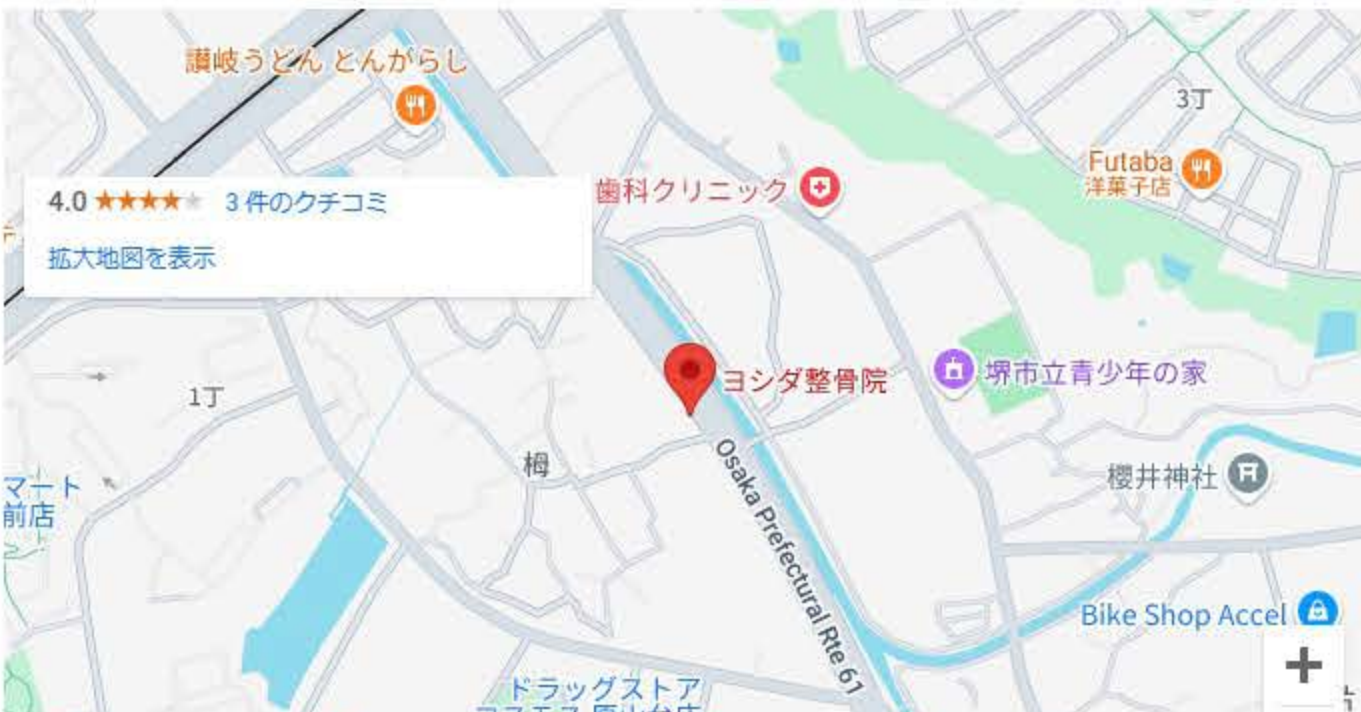 讃岐うどん とんがらし
3丁
Futaba
洋菓子店
歯科クリニック
4.0 ★★★★★ 3 件のクチコミ
拡大地図を表示
ヨシダ整骨院
堺市立青少年の家
1丁
栂
櫻井神社
マート
前店
Osaka Prefectural Rte 61
Bike Shop Accel
+
ドラッグストア